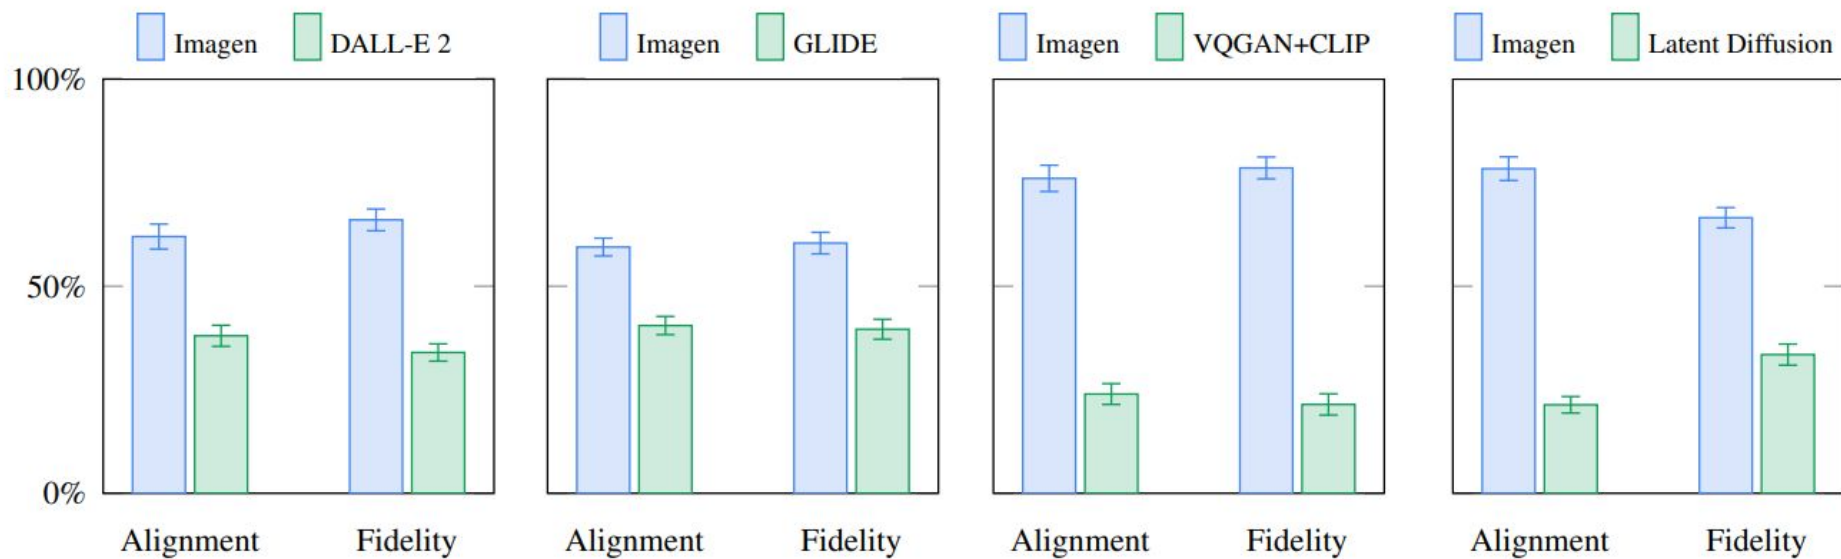 Imagen DALL-E 2 Imagen GLIDE Imagen VQGAN+CLIP Imagen Latent Diffusion
100%
50%
0%
Alignment Fidelity Alignment Fidelity Alignment Fidelity Alignment Fidelity